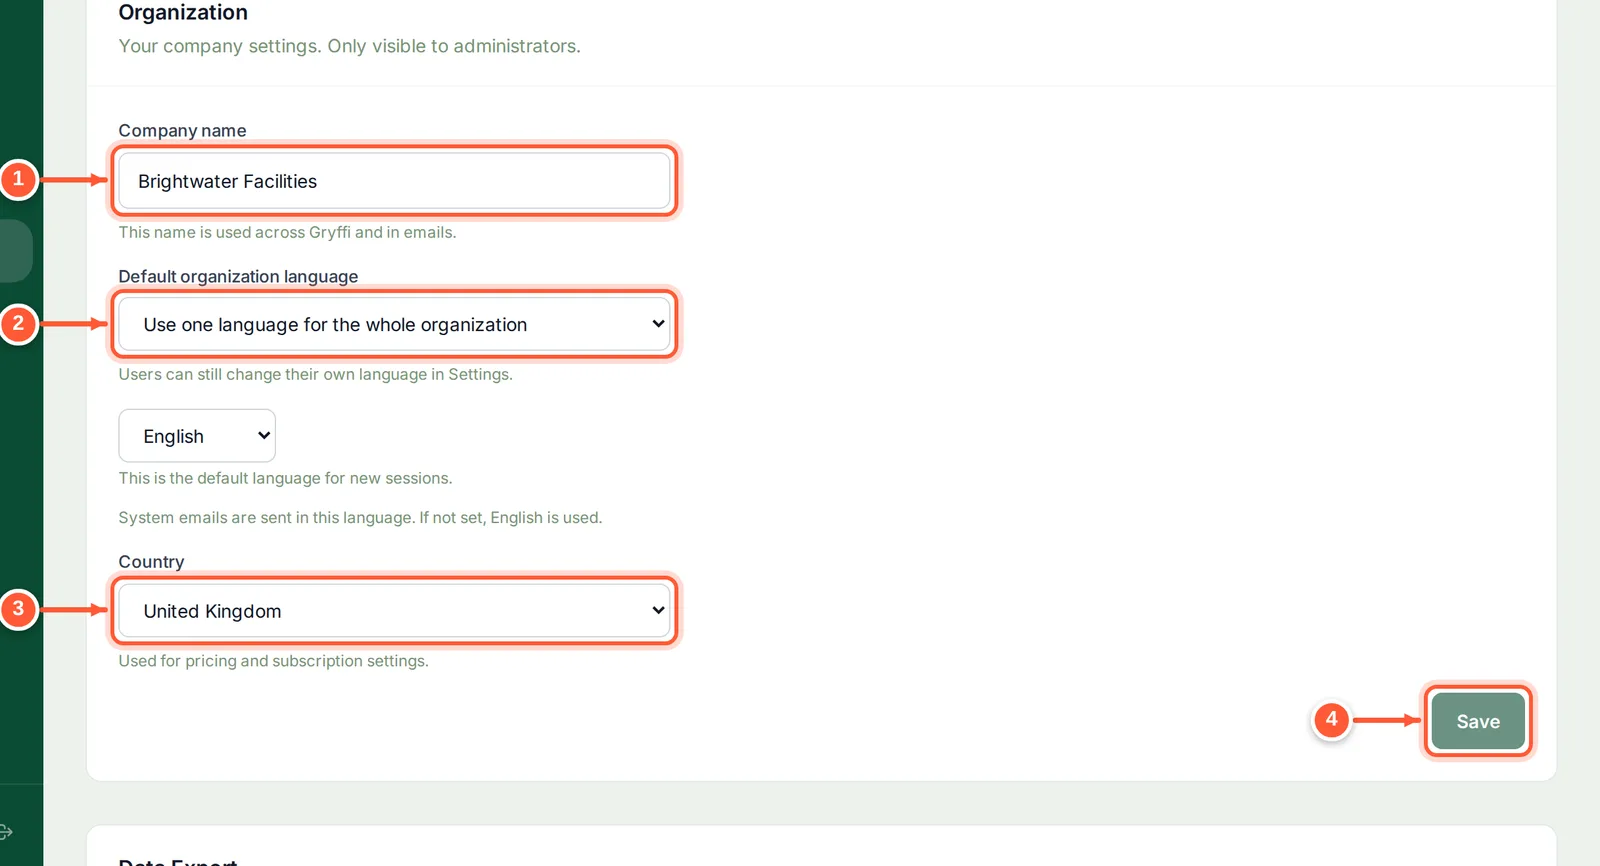 Organization
Your company settings. Only visible to administrators.
Company name
1
Brightwater Facilities
This name is used across Gryffi and in emails.
Default organization language
2
Use one language for the whole organization
Users can still change their own language in Settings.
English
This is the default language for new sessions.
System emails are sent in this language. If not set, English is used.
Country
3
United Kingdom
Used for pricing and subscription settings.
4
Save
Data Export